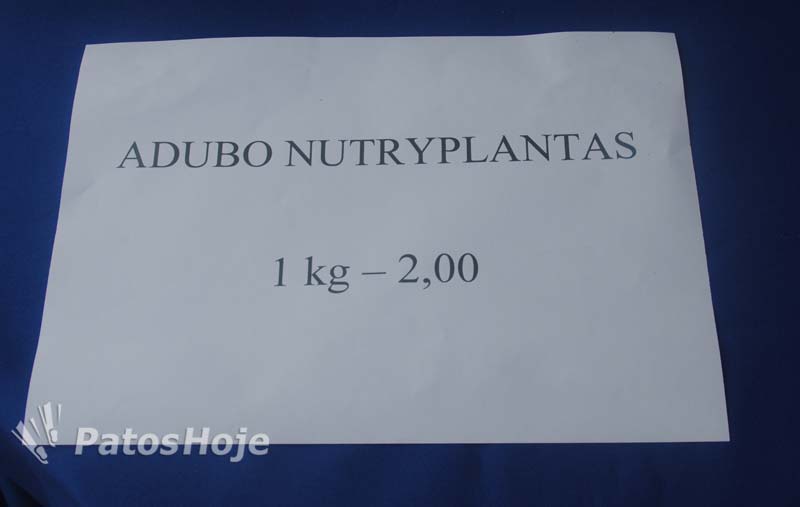 ADUBO NUTRYPLANTAS
1 kg – 2,00
PatosHoje